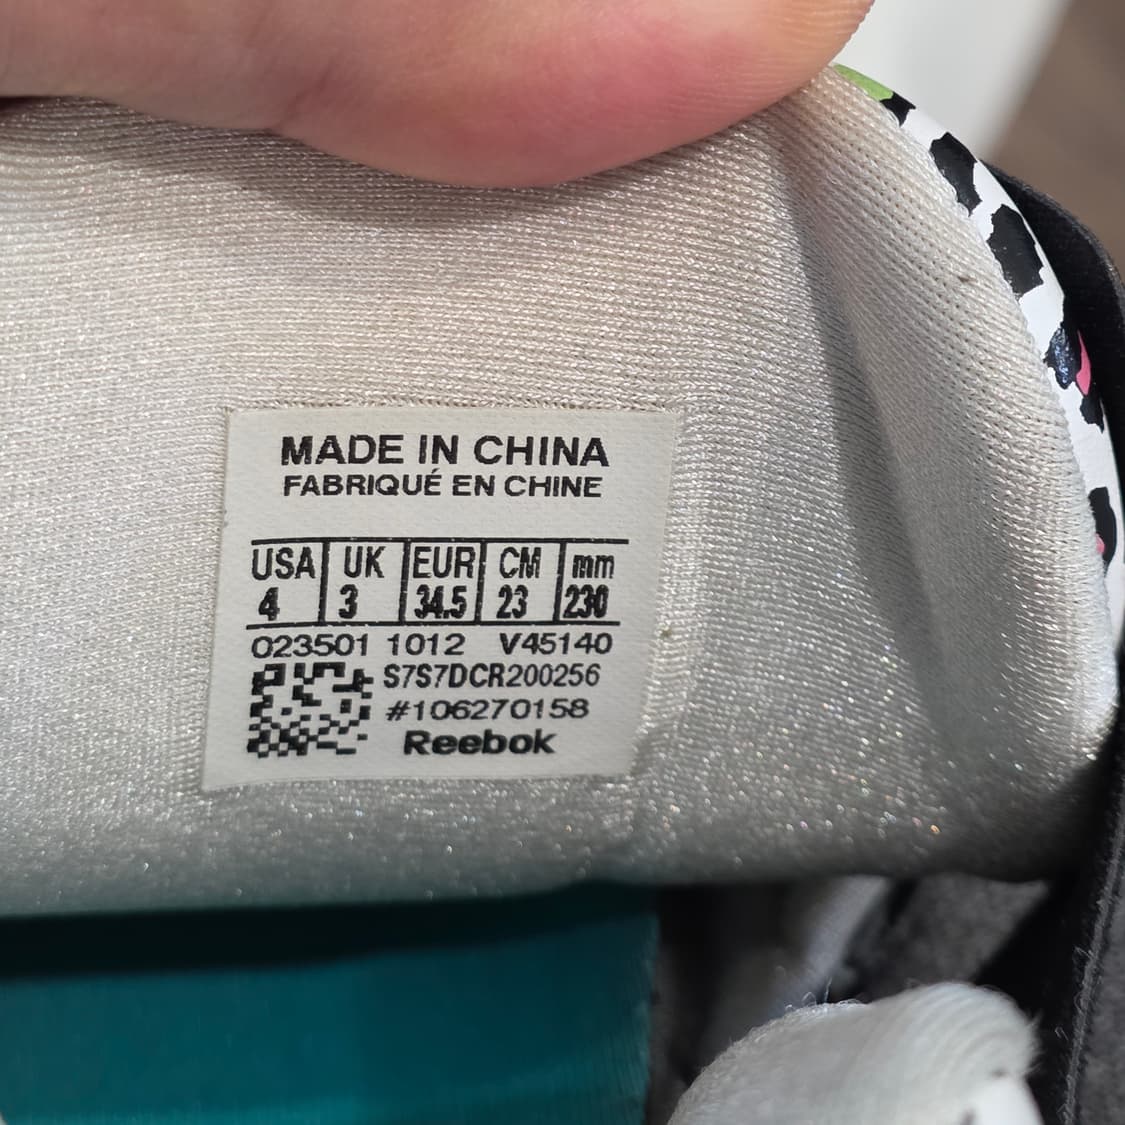 MADE IN CHINA
FABRIQUÉ EN CHINE
USA UK EUR CM mm
4 3 34.5 23 230
023501 1012 V45140
S7S7DCR200256
#106270158
Reebok